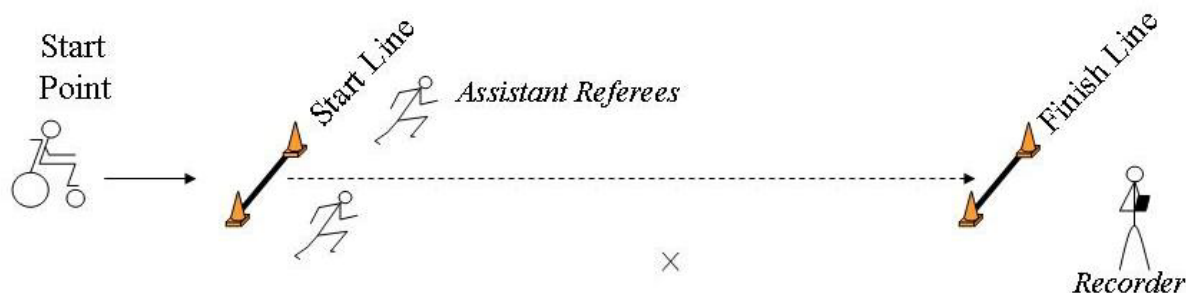 Start
Point
Start Line
Assistant Referees
Finish Line
Recorder